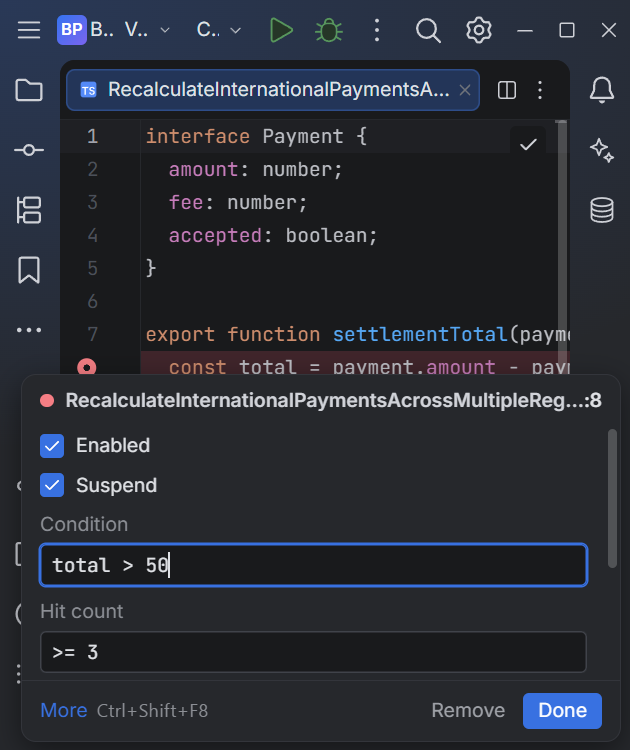 BP B.. V.. C..
TS RecalculateInternationalPaymentsA...
1 interface Payment {
2 amount: number;
3 fee: number;
4 accepted: boolean;
5 }
6
7 export function settlementTotal(payme
const total = payment.amount - paym
RecalculateInternationalPaymentsAcrossMultipleReg...:8
Enabled
Suspend
Condition
total > 50
Hit count
>= 3
More Ctrl+Shift+F8 Remove Done